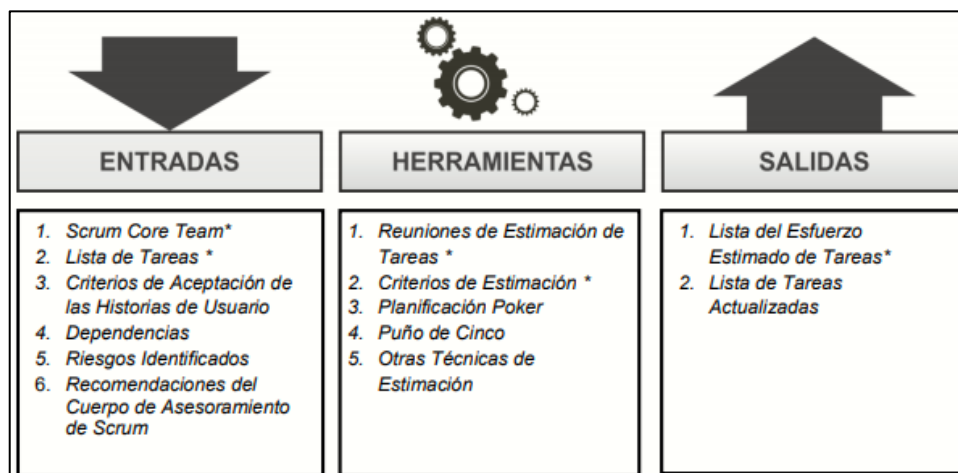 ENTRADAS
HERRAMIENTAS
SALIDAS
1. Scrum Core Team*
2. Lista de Tareas *
3. Criterios de Aceptación de
las Historias de Usuario
4. Dependencias
5. Riesgos Identificados
6. Recomendaciones del
Cuerpo de Asesoramiento
de Scrum
1. Reuniones de Estimación de
Tareas *
2. Criterios de Estimación *
3. Planificación Poker
4. Puño de Cinco
5. Otras Técnicas de
Estimación
1. Lista del Esfuerzo
Estimado de Tareas*
2. Lista de Tareas
Actualizadas